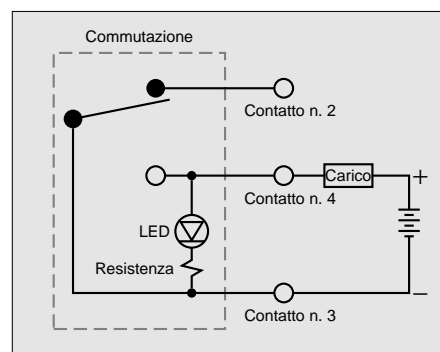 Commutazione
Contatto n. 2
Carico
+
Contatto n. 4
LED
Resistenza
−
Contatto n. 3